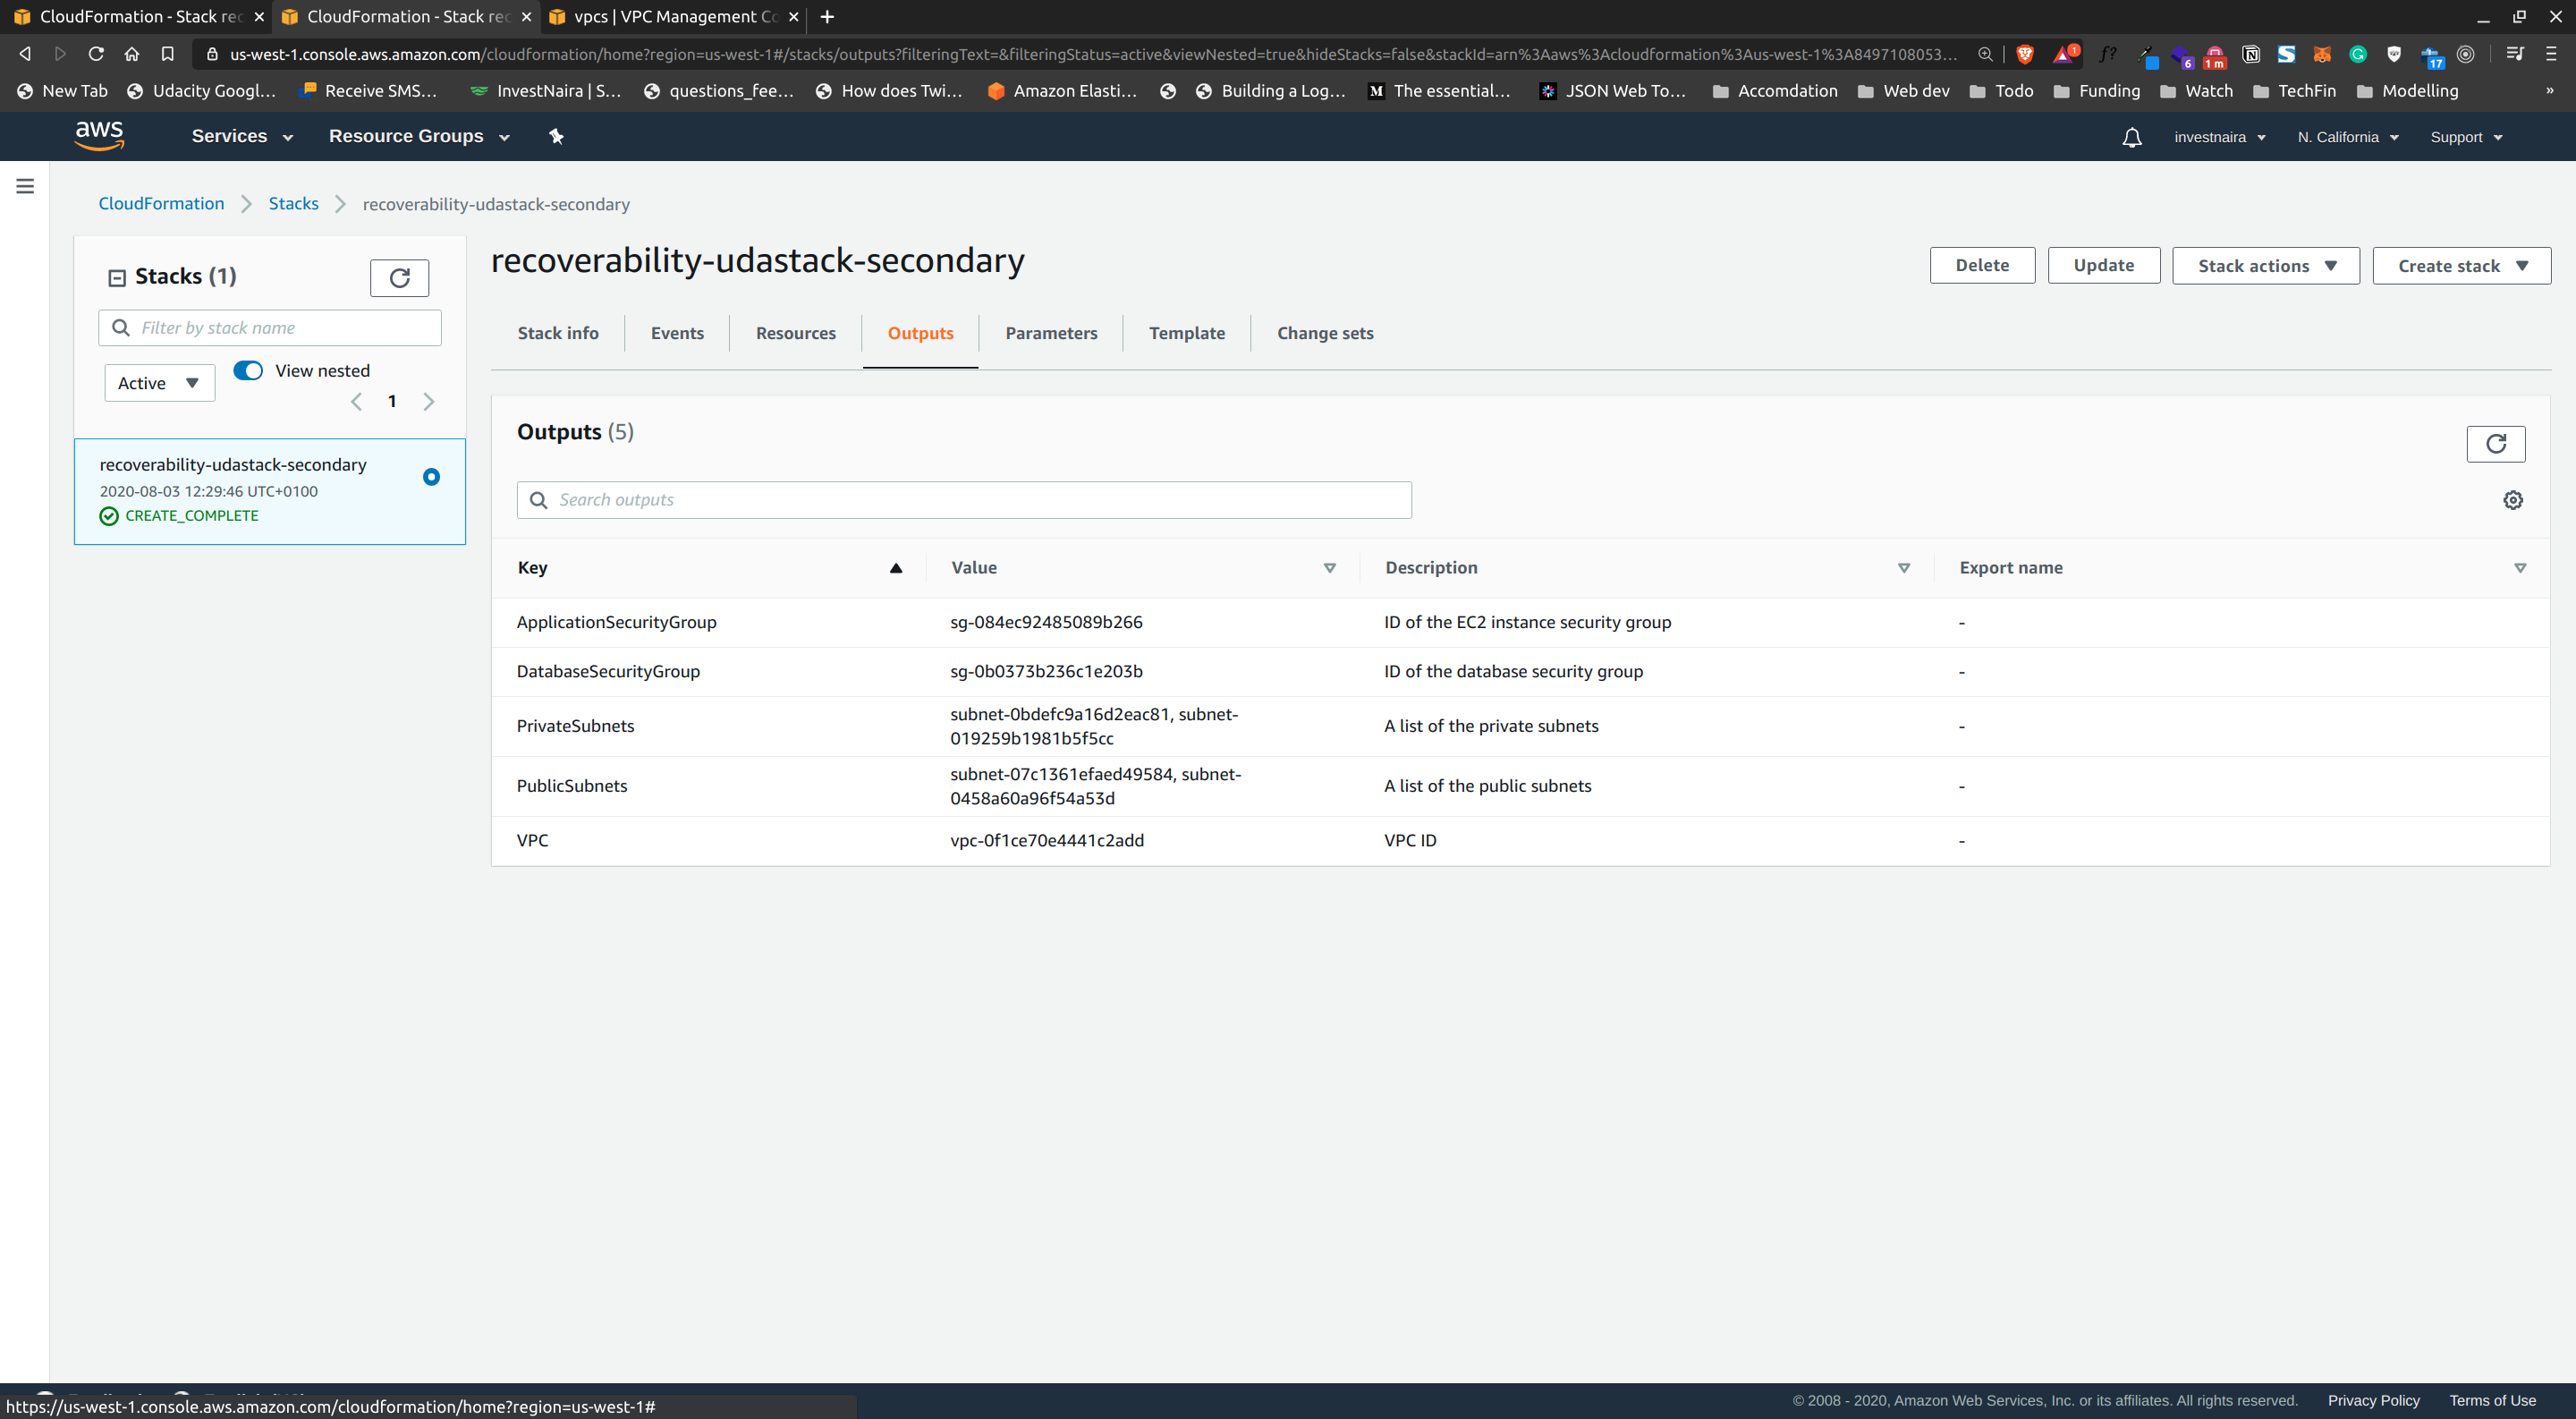 CloudFormation - Stack rec
CloudFormation - Stack rec
vpcs | VPC Management Co
us-west-1.console.aws.amazon.com/cloudformation/home?region=us-west-1#/stacks/outputs?filteringText=&filteringStatus=active&viewNested=true&hideStacks=false&stackId=arn%3Aaws%3Acloudformation%3Aus-west-1%3A8497108053...
1
f?
6
1 m
17
New Tab
Udacity Googl...
Receive SMS...
InvestNaira | S...
questions_fee...
How does Twi...
Amazon Elasti...
Building a Log...
M The essential...
JSON Web To...
Accomdation
Web dev
Todo
Funding
Watch
TechFin
Modelling
»
aws
Services
Resource Groups
investnaira
N. California
Support
CloudFormation
Stacks
recoverability-udastack-secondary
Stacks (1)
Filter by stack name
Active
View nested
1
recoverability-udastack-secondary
2020-08-03 12:29:46 UTC+0100
CREATE_COMPLETE
recoverability-udastack-secondary
Delete
Update
Stack actions
Create stack
Stack info
Events
Resources
Outputs
Parameters
Template
Change sets
Outputs (5)
Search outputs
Key Value Description Export name
ApplicationSecurityGroup sg-084ec92485089b266 ID of the EC2 instance security group -
DatabaseSecurityGroup sg-0b0373b236c1e203b ID of the database security group -
PrivateSubnets subnet-0bdefc9a16d2eac81, subnet-
019259b1981b5f5cc A list of the private subnets -
PublicSubnets subnet-07c1361efaed49584, subnet-
0458a60a96f54a53d A list of the public subnets -
VPC vpc-0f1ce70e4441c2add VPC ID -
https://us-west-1.console.aws.amazon.com/cloudformation/home?region=us-west-1#
© 2008 - 2020, Amazon Web Services, Inc. or its affiliates. All rights reserved.
Privacy Policy
Terms of Use